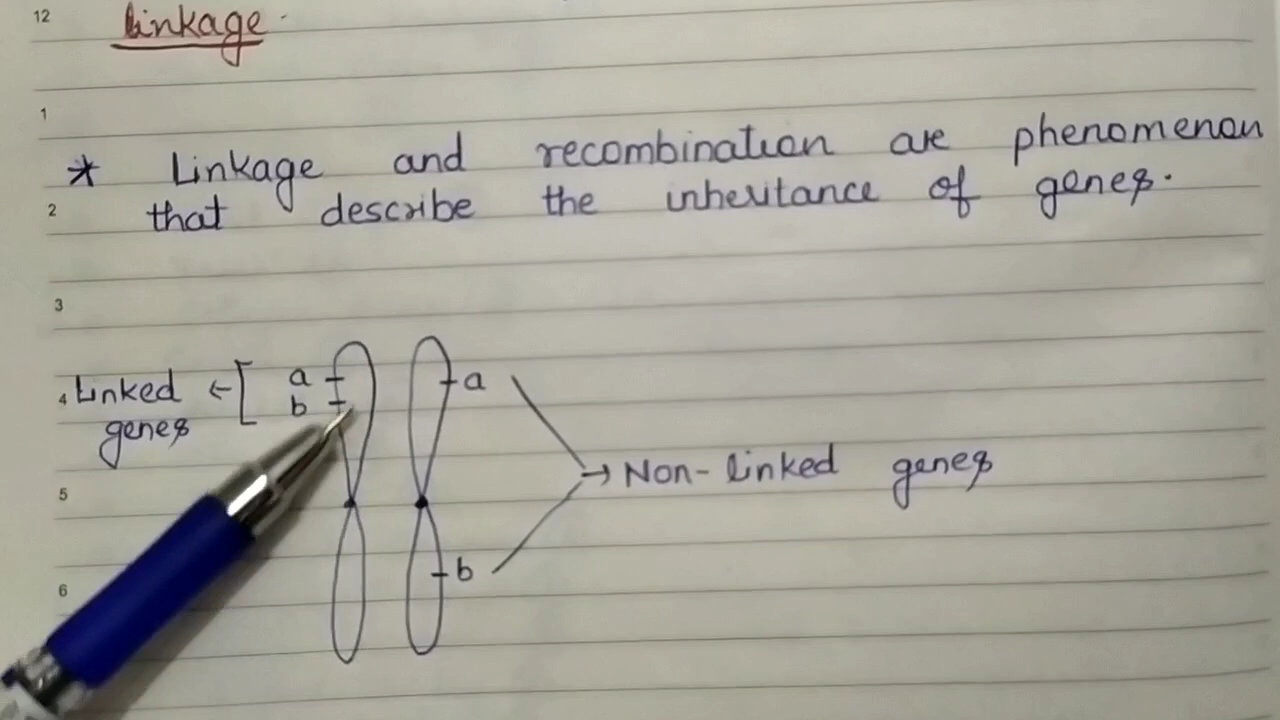 12
Linkage
1
* Linkage and recombination are phenomenon
2
that describe the inheritance of genes.
3
4
Linked genes ← [ a b
a
→ Non-linked genes
5
b
6